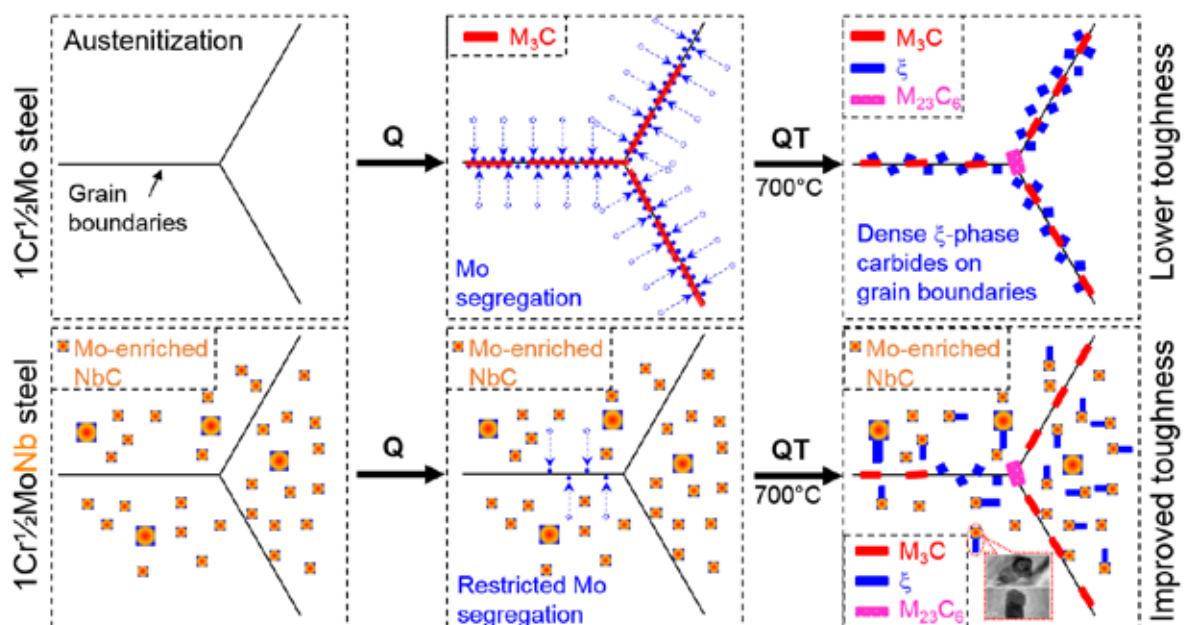 1Cr½Mo steel
Austenitization
Grain
boundaries
Q
M₃C
Mo
segregation
QT
700°C
M₃C
ξ
M₂₃C₆
Dense ξ-phase
carbides on
grain boundaries
Lower toughness
1Cr½MoNb steel
Mo-enriched
NbC
Q
Mo-enriched
NbC
Restricted Mo
segregation
QT
700°C
Mo-enriched
NbC
M₃C
ξ
M₂₃C₆
Improved toughness